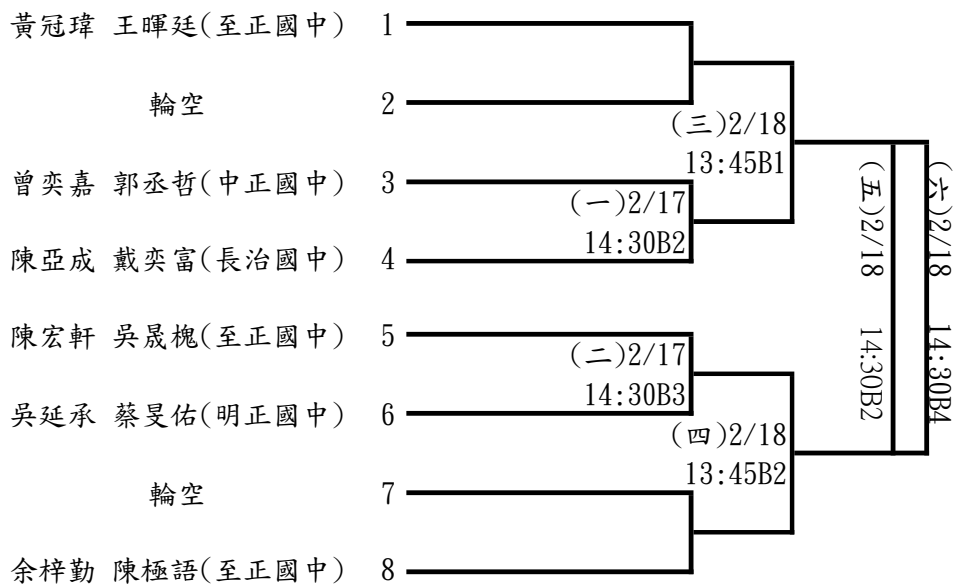 黃冠瑋 王暉廷(至正國中) 1
輪空 2
(三)2/18
13:45B1
曾奕嘉 郭丞哲(中正國中) 3
(一)2/17
14:30B2
陳亞成 戴奕富(長治國中) 4
(五)2/18 14:30B2
(六)2/18 14:30B4
陳宏軒 吳晟槐(至正國中) 5
(二)2/17
14:30B3
吳延承 蔡旻佑(明正國中) 6
(四)2/18
13:45B2
輪空 7
余梓勤 陳極語(至正國中) 8